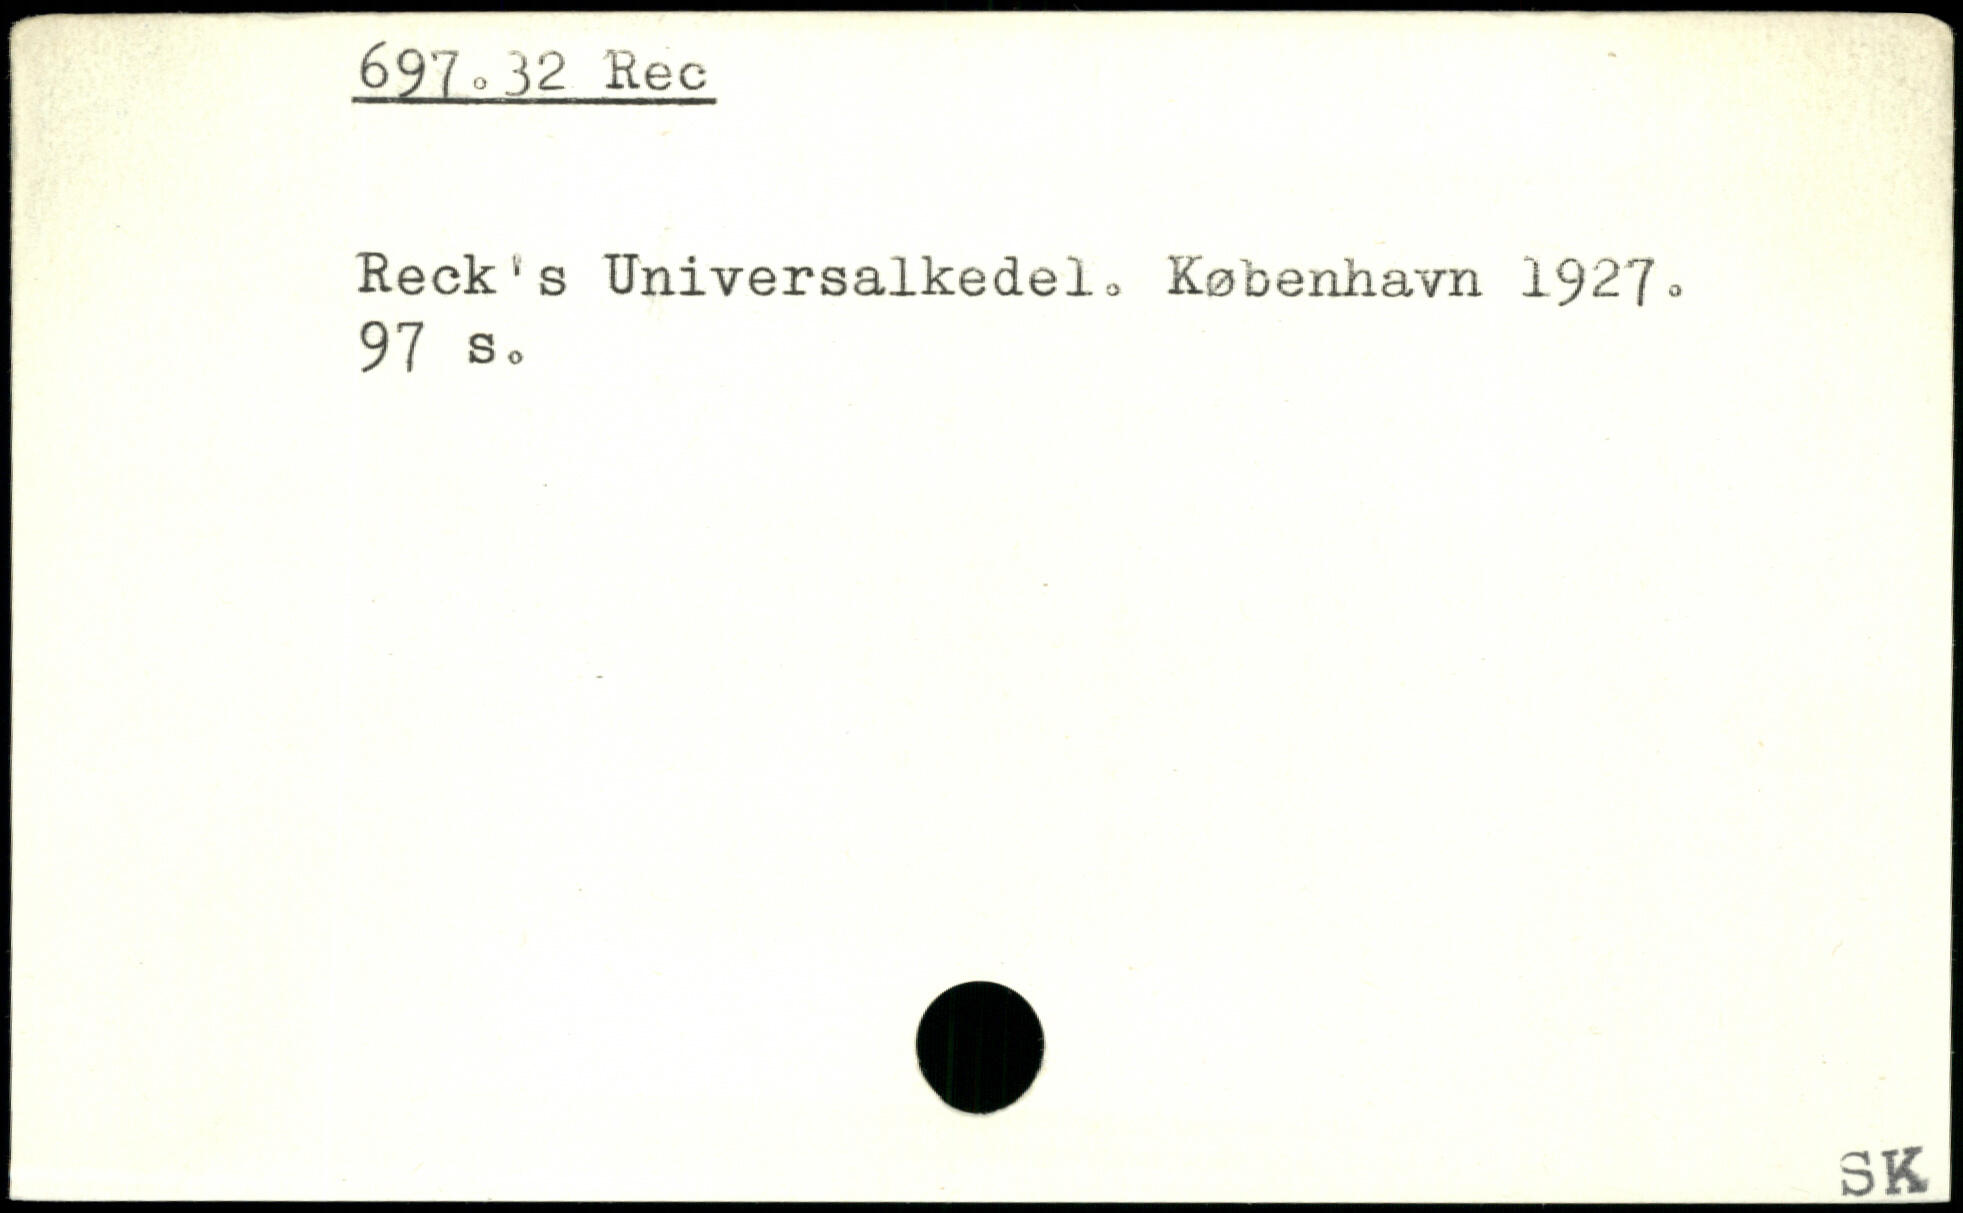 697.32 Rec
Reck's Universalkedel. København 1927.
97 s.
SK